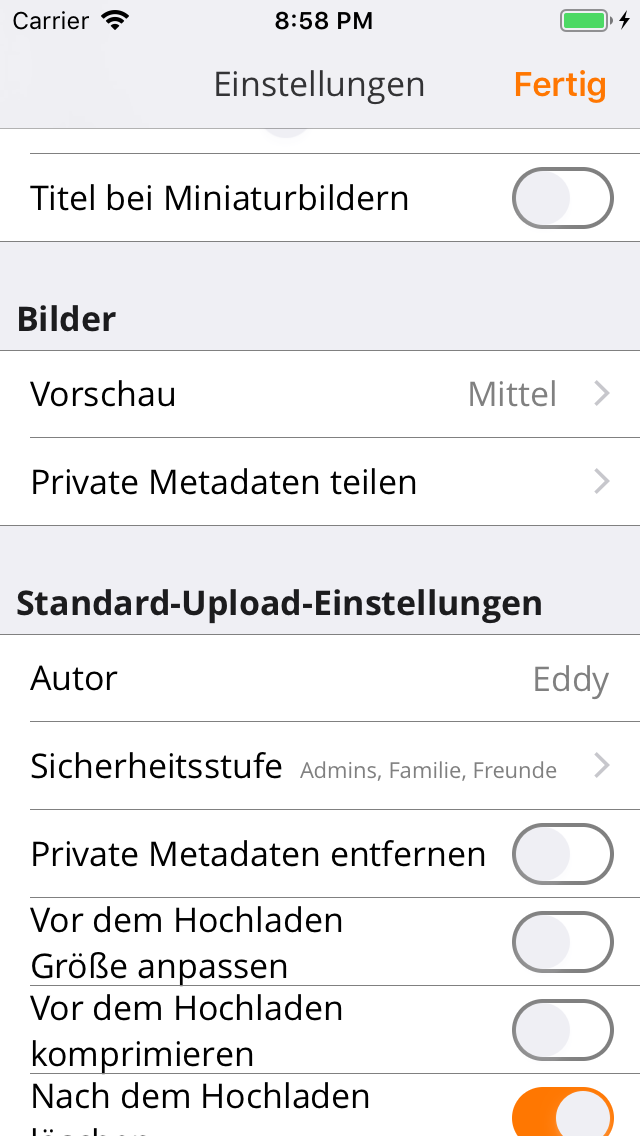 Carrier 8:58 PM
Einstellungen Fertig
Titel bei Miniaturbildern
Bilder
Vorschau Mittel
Private Metadaten teilen
Standard-Upload-Einstellungen
Autor Eddy
Sicherheitsstufe Admins, Familie, Freunde
Private Metadaten entfernen
Vor dem Hochladen
Größe anpassen
Vor dem Hochladen
komprimieren
Nach dem Hochladen